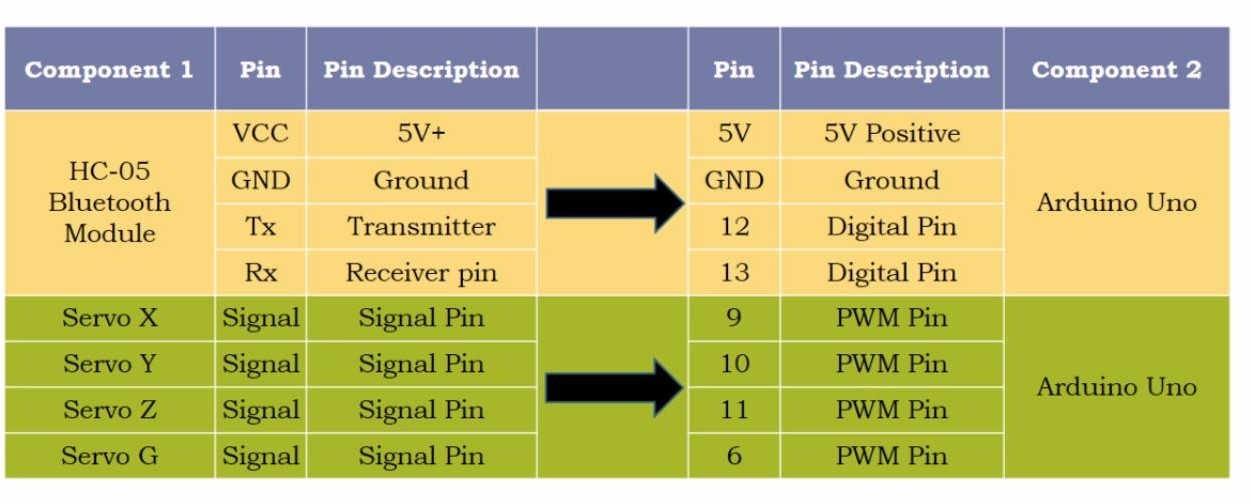 Component 1 Pin Pin Description Pin Pin Description Component 2
VCC 5V+ 5V 5V Positive
HC-05
Bluetooth
Module
GND Ground GND Ground
Arduino Uno
Tx Transmitter 12 Digital Pin
Rx Receiver pin 13 Digital Pin
Servo X Signal Signal Pin 9 PWM Pin
Servo Y Signal Signal Pin 10 PWM Pin
Arduino Uno
Servo Z Signal Signal Pin 11 PWM Pin
Servo G Signal Signal Pin 6 PWM Pin